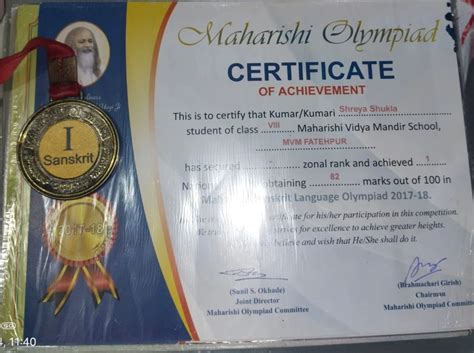 Maharishi Olympiad
CERTIFICATE
OF ACHIEVEMENT
This is to certify that Kumar/Kumari Shreya Shukla
student of class VIII Maharishi Vidya Mandir School,
MVM FATEHPUR
has secured - zonal rank and achieved 1
obtaining 82 marks out of 100 in
Language Olympiad 2017-18.
certificate for his/her participation in this competition.
for excellence to achieve greater heights.
believe and wish that He/She shall do it.
I
Sanskrit
2017-18
(Sunil S. Okhade)
Joint Director
Maharishi Olympiad Committee
(Brahmachari Girish)
Chairman
Maharishi Olympiad Committee
11:40